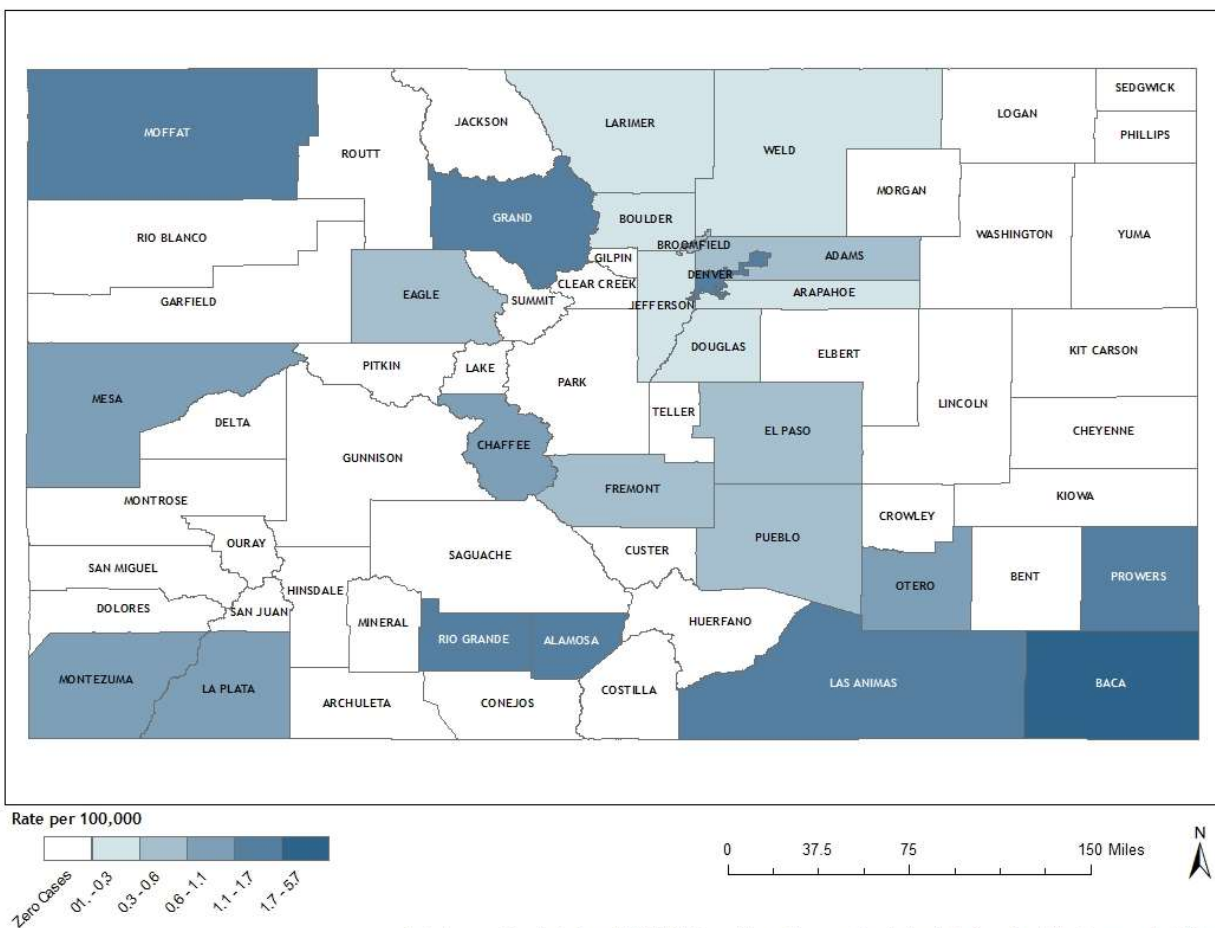 SEDGWICK
LOGAN
JACKSON
LARIMER
MOFFAT
PHILLIPS
WELD
ROUTT
MORGAN
GRAND
BOULDER
RIO BLANCO
WASHINGTON
YUMA
BROOMFIELD
GILPIN
ADAMS
DENVER
CLEAR CREEK
EAGLE
ARAPAHOE
GARFIELD
SUMMIT
JEFFERSON
DOUGLAS
ELBERT
KIT CARSON
PITKIN
LAKE
PARK
MESA
LINCOLN
TELLER
DELTA
EL PASO
CHEYENNE
CHAFFEE
GUNNISON
FREMONT
KIOWA
MONTROSE
CROWLEY
PUEBLO
OURAY
CUSTER
SAGUACHE
SAN MIGUEL
BENT
PROWERS
OTERO
HINSDALE
DOLORES
SAN JUAN
MINERAL
HUERFANO
RIO GRANDE
ALAMOSA
MONTEZUMA
LA PLATA
COSTILLA
LAS ANIMAS
BACA
ARCHULETA
CONEJOS
Rate per 100,000
Zero Cases
01. - 0.3
0.3 - 0.6
0.6 - 1.1
1.1 - 1.7
1.7 - 5.7
0 37.5 75 150 Miles
N